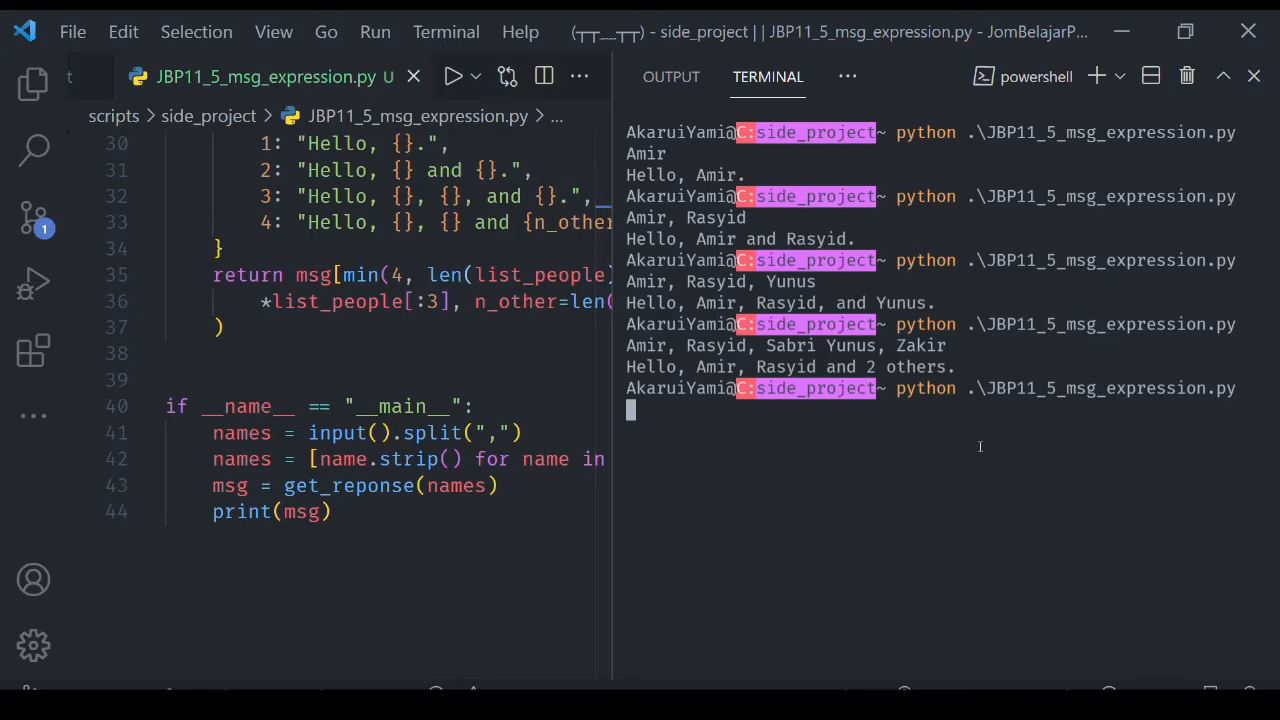 File Edit Selection View Go Run Terminal Help (┬┬﹏┬┬) - side_project | | JBP11_5_msg_expression.py - JomBelajarP...
t JBP11_5_msg_expression.py U
scripts > side_project > JBP11_5_msg_expression.py > ...
30 1: "Hello, {}.",
31 2: "Hello, {} and {}.",
32 3: "Hello, {}, {}, and {}.",
33 4: "Hello, {}, {} and {n_other
34 }
35 return msg[min(4, len(list_people)
36 *list_people[:3], n_other=len(
37 )
38
39
40 if __name__ == "__main__":
41 names = input().split(",")
42 names = [name.strip() for name in
43 msg = get_reponse(names)
44 print(msg)
1
OUTPUT TERMINAL ... powershell
AkaruiYami@C:side_project~ python .\JBP11_5_msg_expression.py
Amir
Hello, Amir.
AkaruiYami@C:side_project~ python .\JBP11_5_msg_expression.py
Amir, Rasyid
Hello, Amir and Rasyid.
AkaruiYami@C:side_project~ python .\JBP11_5_msg_expression.py
Amir, Rasyid, Yunus
Hello, Amir, Rasyid, and Yunus.
AkaruiYami@C:side_project~ python .\JBP11_5_msg_expression.py
Amir, Rasyid, Sabri Yunus, Zakir
Hello, Amir, Rasyid and 2 others.
AkaruiYami@C:side_project~ python .\JBP11_5_msg_expression.py